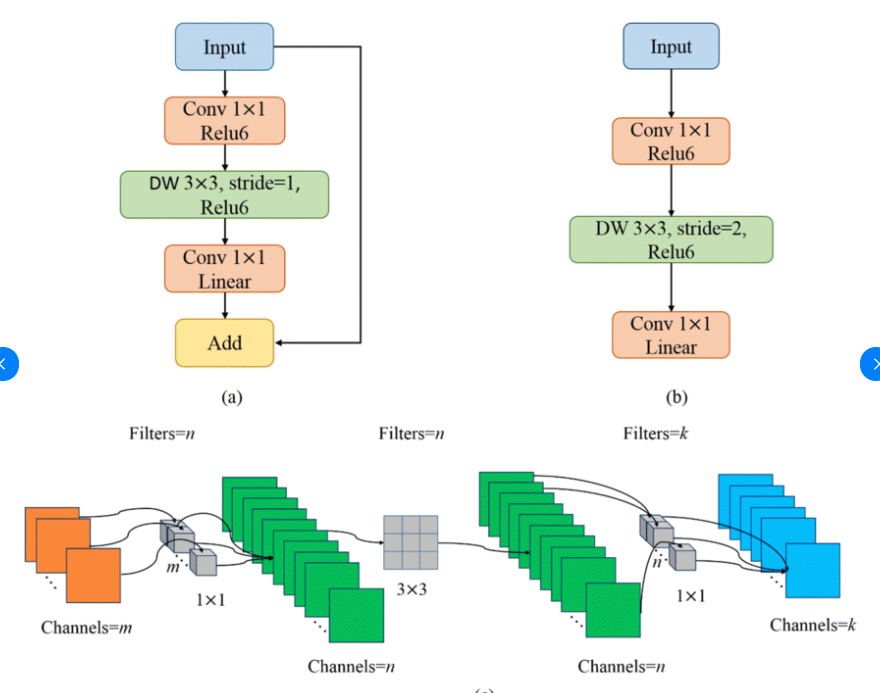 Input
Conv 1×1
Relu6
DW 3×3, stride=1,
Relu6
Conv 1×1
Linear
Add
(a)
Input
Conv 1×1
Relu6
DW 3×3, stride=2,
Relu6
Conv 1×1
Linear
(b)
Filters=n
Filters=n
Filters=k
m
1×1
3×3
n
1×1
Channels=m
Channels=n
Channels=n
Channels=k